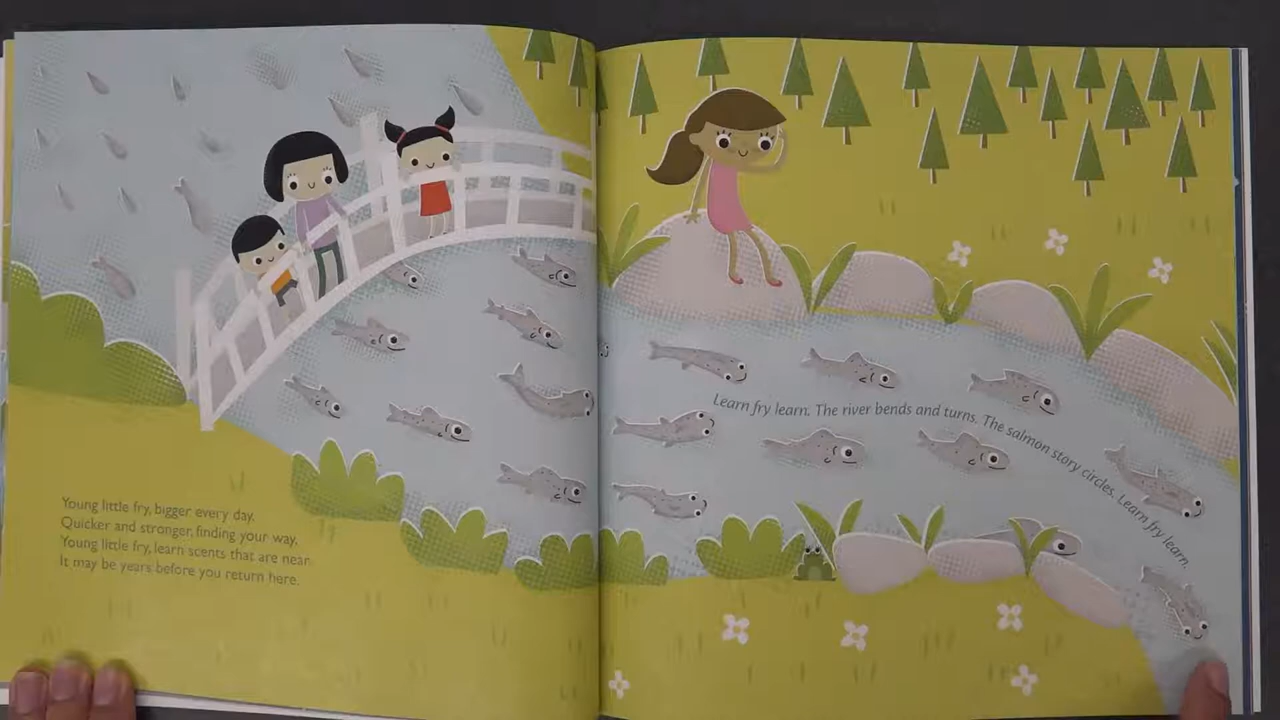 Young little fry, bigger every day.
Quicker and stronger, finding your way,
Young little fry, learn scents that are near.
It may be years before you return here.
Learn fry learn. The river bends and turns. The salmon story circles. Learn fry learn.